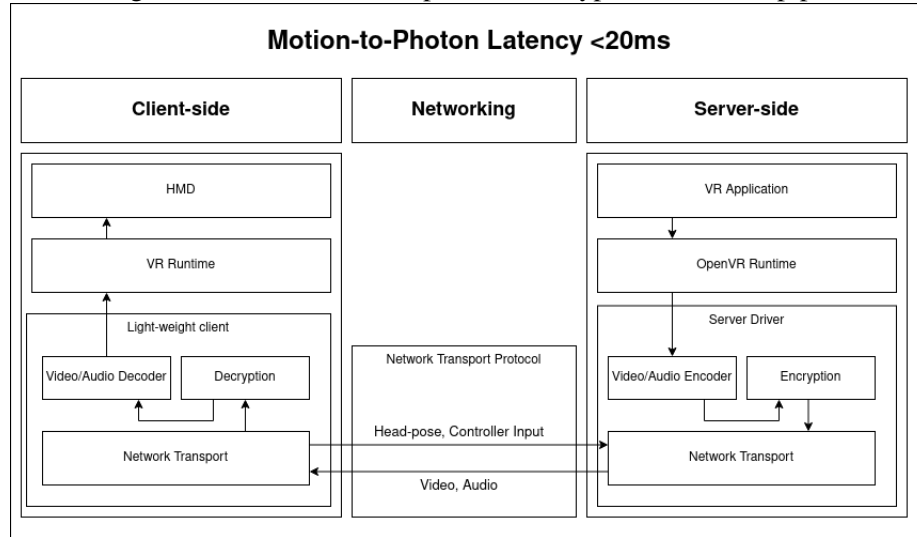 Motion-to-Photon Latency <20ms
Client-side
Networking
Server-side
HMD
VR Application
VR Runtime
OpenVR Runtime
Light-weight client
Server Driver
Network Transport Protocol
Video/Audio Decoder
Decryption
Video/Audio Encoder
Encryption
Head-pose, Controller Input
Network Transport
Network Transport
Video, Audio